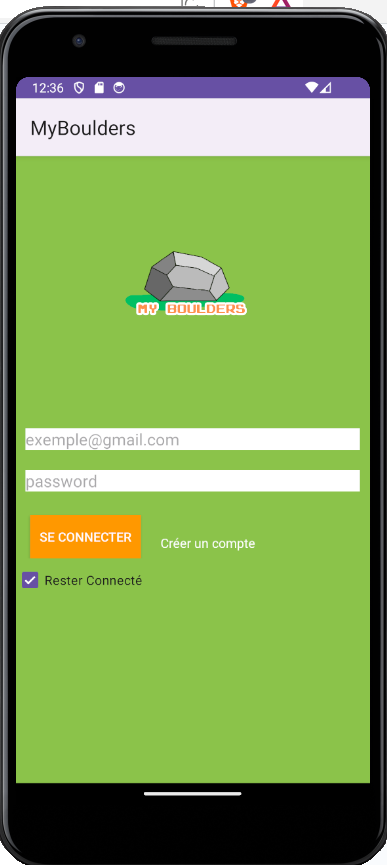 12:36
MyBoulders
MY BOULDERS
exemple@gmail.com
password
SE CONNECTER
Créer un compte
Rester Connecté